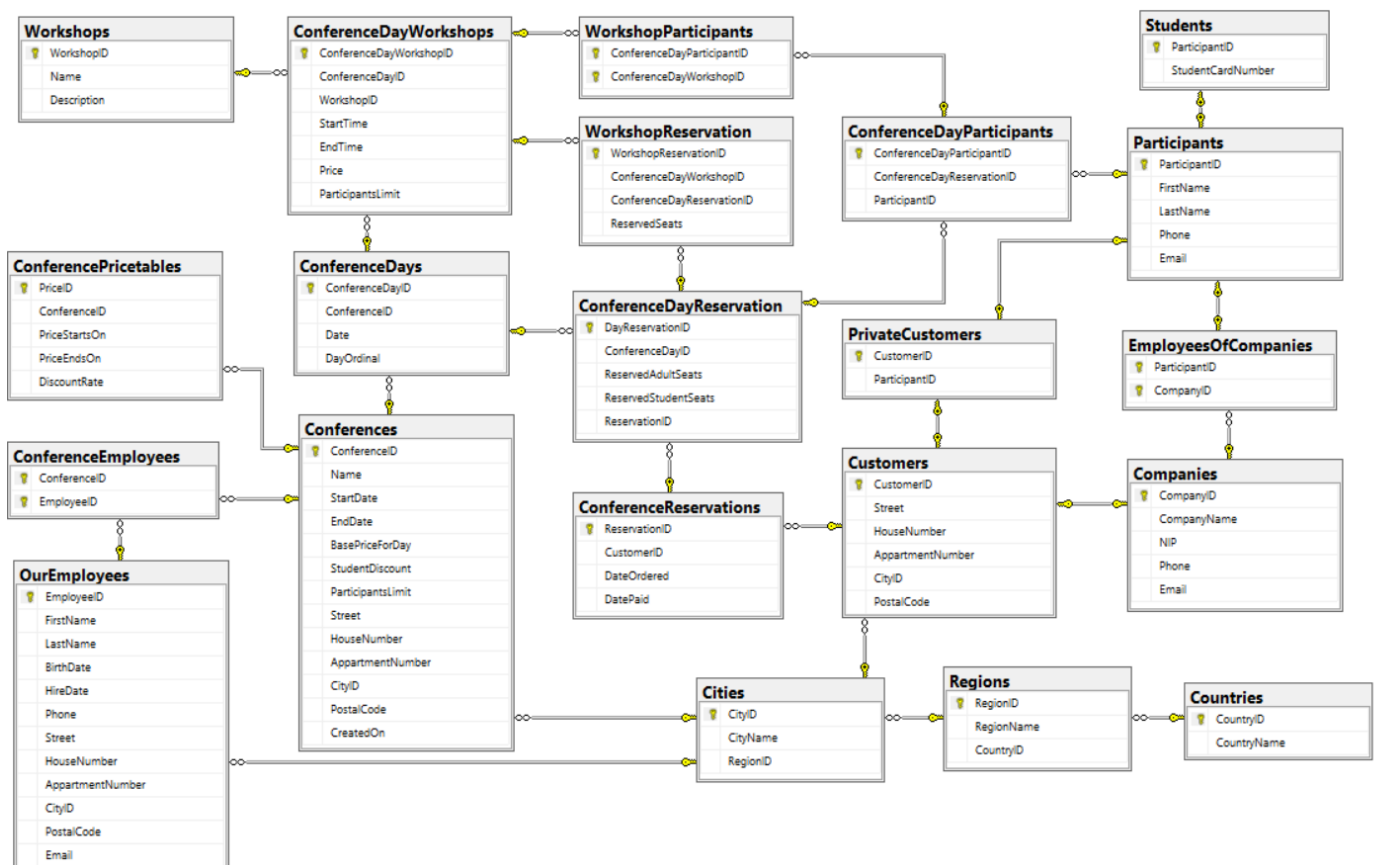 Workshops
WorkshopID
Name
Description
ConferenceDayWorkshops
ConferenceDayWorkshopID
ConferenceDayID
WorkshopID
StartTime
EndTime
Price
ParticipantsLimit
WorkshopParticipants
ConferenceDayParticipantID
ConferenceDayWorkshopID
Students
ParticipantID
StudentCardNumber
WorkshopReservation
WorkshopReservationID
ConferenceDayWorkshopID
ConferenceDayReservationID
ReservedSeats
ConferenceDayParticipants
ConferenceDayParticipantID
ConferenceDayReservationID
ParticipantID
Participants
ParticipantID
FirstName
LastName
Phone
Email
ConferencePricetables
PriceID
ConferenceID
PriceStartsOn
PriceEndsOn
DiscountRate
ConferenceDays
ConferenceDayID
ConferenceID
Date
DayOrdinal
ConferenceDayReservation
DayReservationID
ConferenceDayID
ReservedAdultSeats
ReservedStudentSeats
ReservationID
PrivateCustomers
CustomerID
ParticipantID
EmployeesOfCompanies
ParticipantID
CompanyID
ConferenceEmployees
ConferenceID
EmployeeID
Conferences
ConferenceID
Name
StartDate
EndDate
BasePriceForDay
StudentDiscount
ParticipantsLimit
Street
HouseNumber
AppartmentNumber
CityID
PostalCode
CreatedOn
ConferenceReservations
ReservationID
CustomerID
DateOrdered
DatePaid
Customers
CustomerID
Street
HouseNumber
AppartmentNumber
CityID
PostalCode
Companies
CompanyID
CompanyName
NIP
Phone
Email
OurEmployees
EmployeeID
FirstName
LastName
BirthDate
HireDate
Phone
Street
HouseNumber
AppartmentNumber
CityID
PostalCode
Email
Cities
CityID
CityName
RegionID
Regions
RegionID
RegionName
CountryID
Countries
CountryID
CountryName